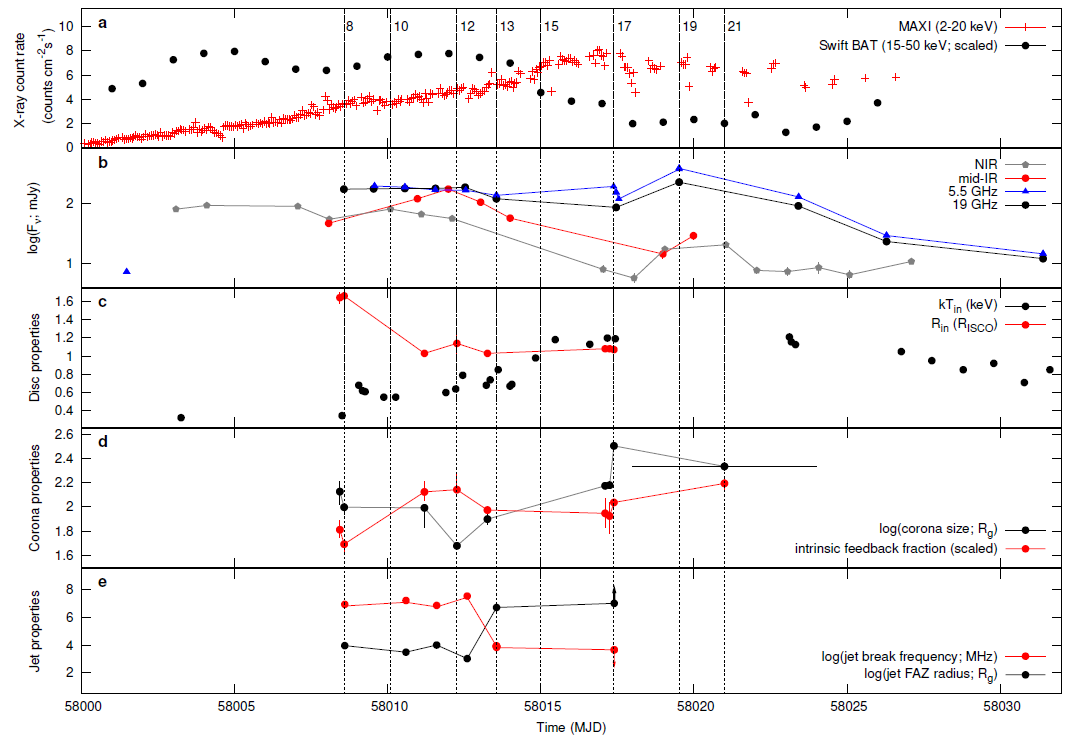 a
8 10 12 13 15 17 19 21
MAXI (2-20 keV)
Swift BAT (15-50 keV; scaled)
X-ray count rate
(counts cm⁻²s⁻¹)
10
8
6
4
2
0
b
NIR
mid-IR
5.5 GHz
19 GHz
log(Fν; mJy)
2
1
c
kTin (keV)
Rin (RISCO)
Disc properties
1.6
1.4
1.2
1
0.8
0.6
0.4
d
Corona properties
2.6
2.4
2.2
2
1.8
1.6
log(corona size; Rg)
intrinsic feedback fraction (scaled)
e
Jet properties
8
6
4
2
log(jet break frequency; MHz)
log(jet FAZ radius; Rg)
58000 58005 58010 58015 58020 58025 58030
Time (MJD)